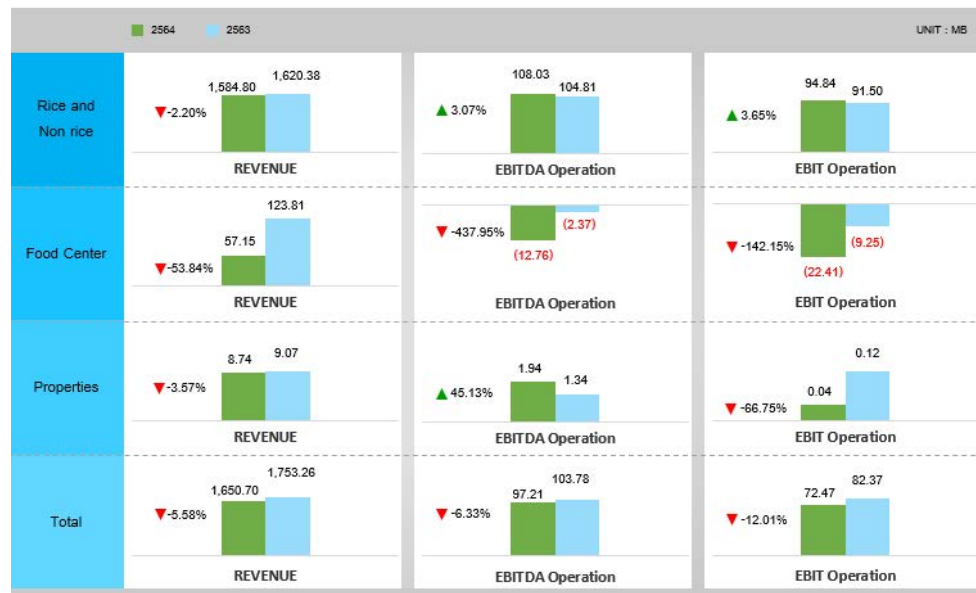 2564
2563
UNIT : MB
Rice and
Non rice
1,584.80
1,620.38
-2.20%
REVENUE
108.03
104.81
3.07%
EBITDA Operation
94.84
91.50
3.65%
EBIT Operation
Food Center
57.15
123.81
-53.84%
REVENUE
-437.95%
(2.37)
(12.76)
EBITDA Operation
-142.15%
(9.25)
(22.41)
EBIT Operation
Properties
8.74
9.07
-3.57%
REVENUE
1.94
1.34
45.13%
EBITDA Operation
0.12
0.04
-66.75%
EBIT Operation
Total
1,650.70
1,753.26
-5.58%
REVENUE
97.21
103.78
-6.33%
EBITDA Operation
72.47
82.37
-12.01%
EBIT Operation